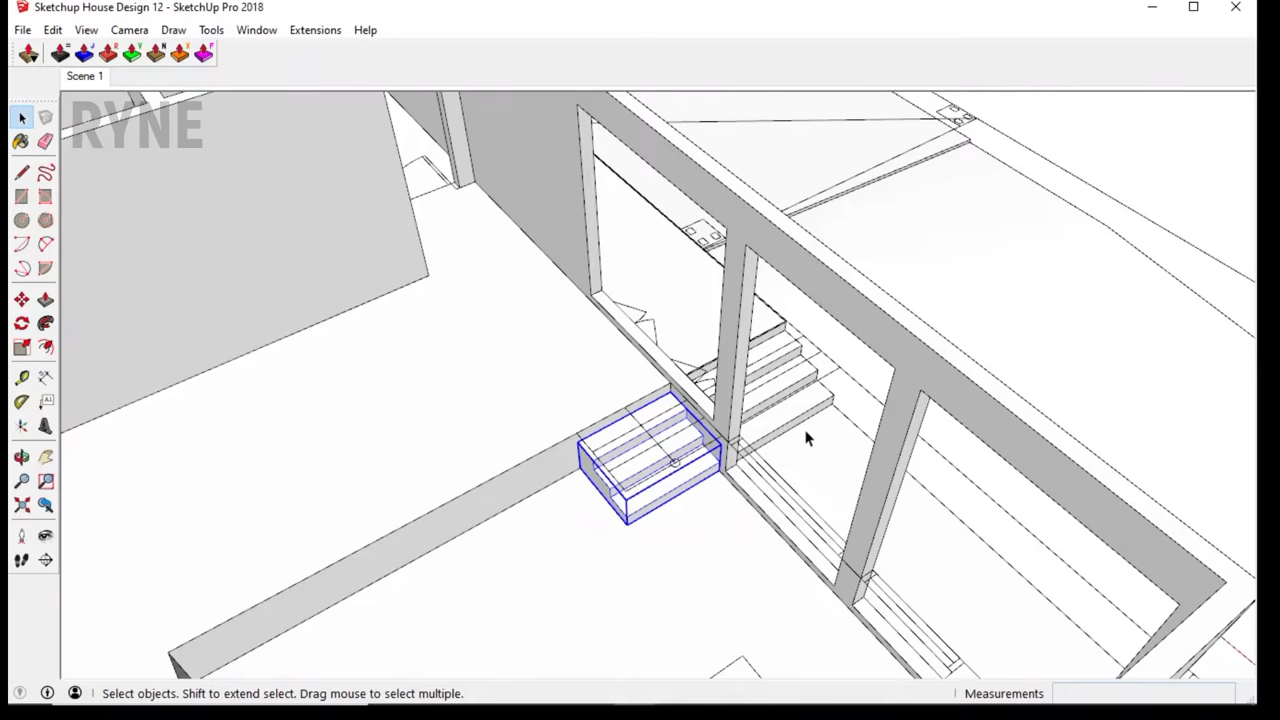 Sketchup House Design 12 - SketchUp Pro 2018
File Edit View Camera Draw Tools Window Extensions Help
= J R V N X F
Scene 1
RYNE
A1
Select objects. Shift to extend select. Drag mouse to select multiple.
Measurements